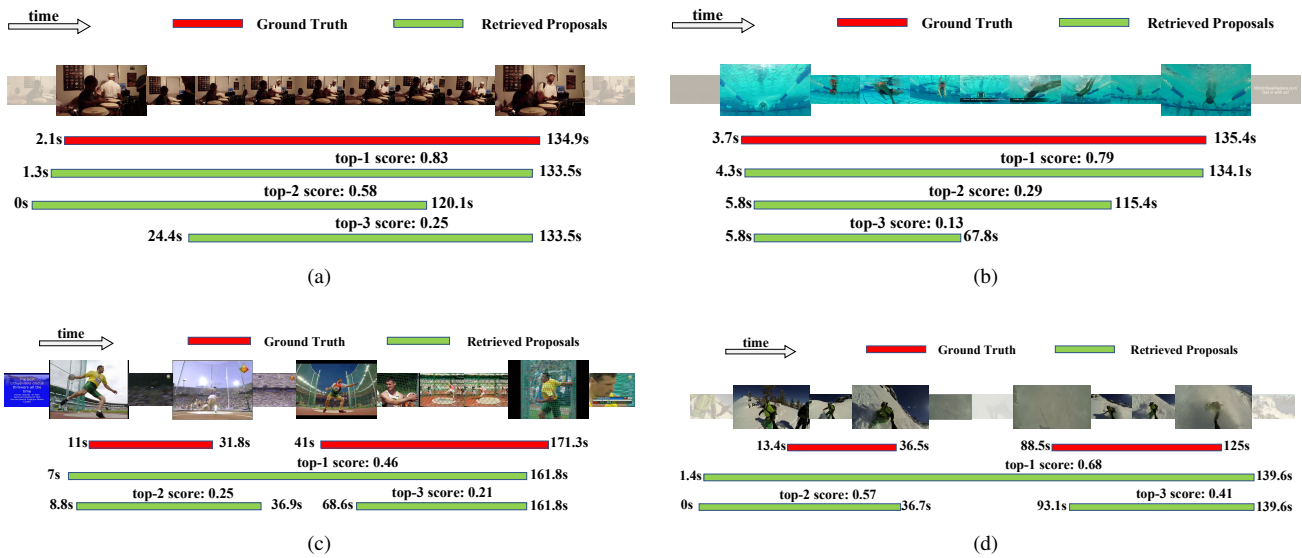 time
Ground Truth
Retrieved Proposals
2.1s
134.9s
top-1 score: 0.83
1.3s
133.5s
top-2 score: 0.58
0s
120.1s
top-3 score: 0.25
24.4s
133.5s
(a)
time
Ground Truth
Retrieved Proposals
3.7s
135.4s
top-1 score: 0.79
4.3s
134.1s
top-2 score: 0.29
5.8s
115.4s
top-3 score: 0.13
5.8s
67.8s
(b)
time
Ground Truth
Retrieved Proposals
11s
31.8s
41s
171.3s
top-1 score: 0.46
7s
161.8s
top-2 score: 0.25
top-3 score: 0.21
8.8s
36.9s
68.6s
161.8s
(c)
time
Ground Truth
Retrieved Proposals
13.4s
36.5s
88.5s
125s
top-1 score: 0.68
1.4s
139.6s
top-2 score: 0.57
top-3 score: 0.41
0s
36.7s
93.1s
139.6s
(d)